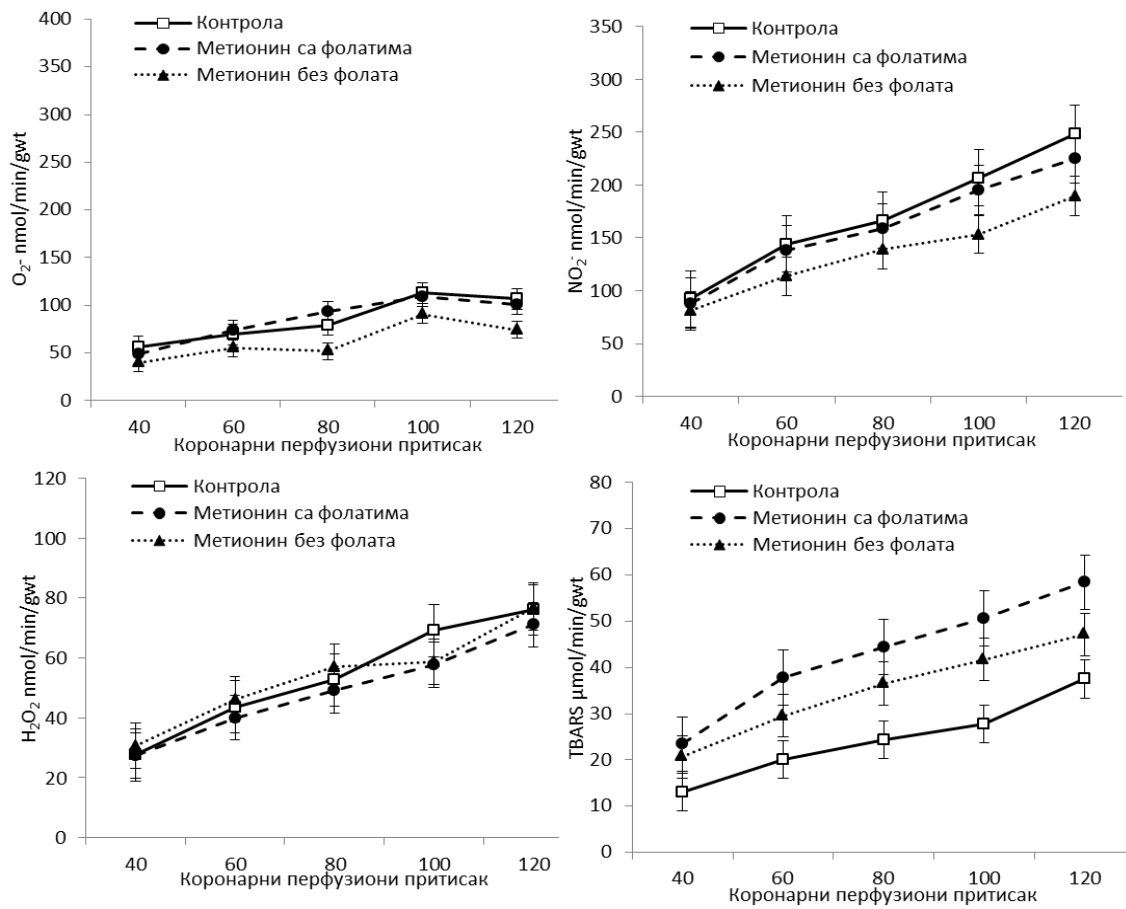 400
350
300
250
200
150
100
50
0
O₂- nmol/min/gwt
Контрола
Метионин са фолатима
Метионин без фолата
40 60 80 100 120
Коронарни перфузиони притисак
350
300
250
200
150
100
50
0
NO₂⁻ nmol/min/gwt
Контрола
Метионин са фолатима
Метионин без фолата
40 60 80 100 120
Коронарни перфузиони притисак
120
100
80
60
40
20
0
H₂O₂ nmol/min/gwt
Контрола
Метионин са фолатима
Метионин без фолата
40 60 80 100 120
Коронарни перфузиони притисак
80
70
60
50
40
30
20
10
0
TBARS µmol/min/gwt
Контрола
Метионин са фолатима
Метионин без фолата
40 60 80 100 120
Коронарни перфузиони притисак